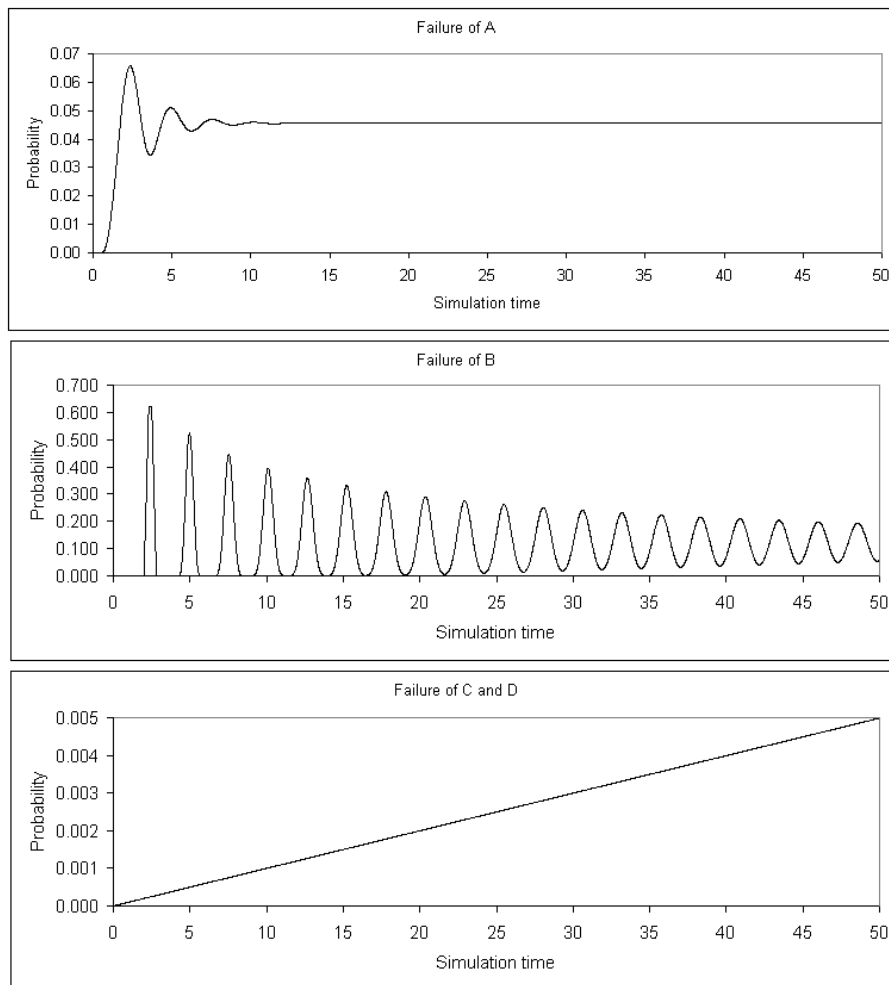 Failure of A
0.07
0.06
0.05
0.04
0.03
0.02
0.01
0.00
Probability
0 5 10 15 20 25 30 35 40 45 50
Simulation time
Failure of B
0.700
0.600
0.500
0.400
0.300
0.200
0.100
0.000
Probability
0 5 10 15 20 25 30 35 40 45 50
Simulation time
Failure of C and D
0.005
0.004
0.003
0.002
0.001
0.000
Probability
0 5 10 15 20 25 30 35 40 45 50
Simulation time